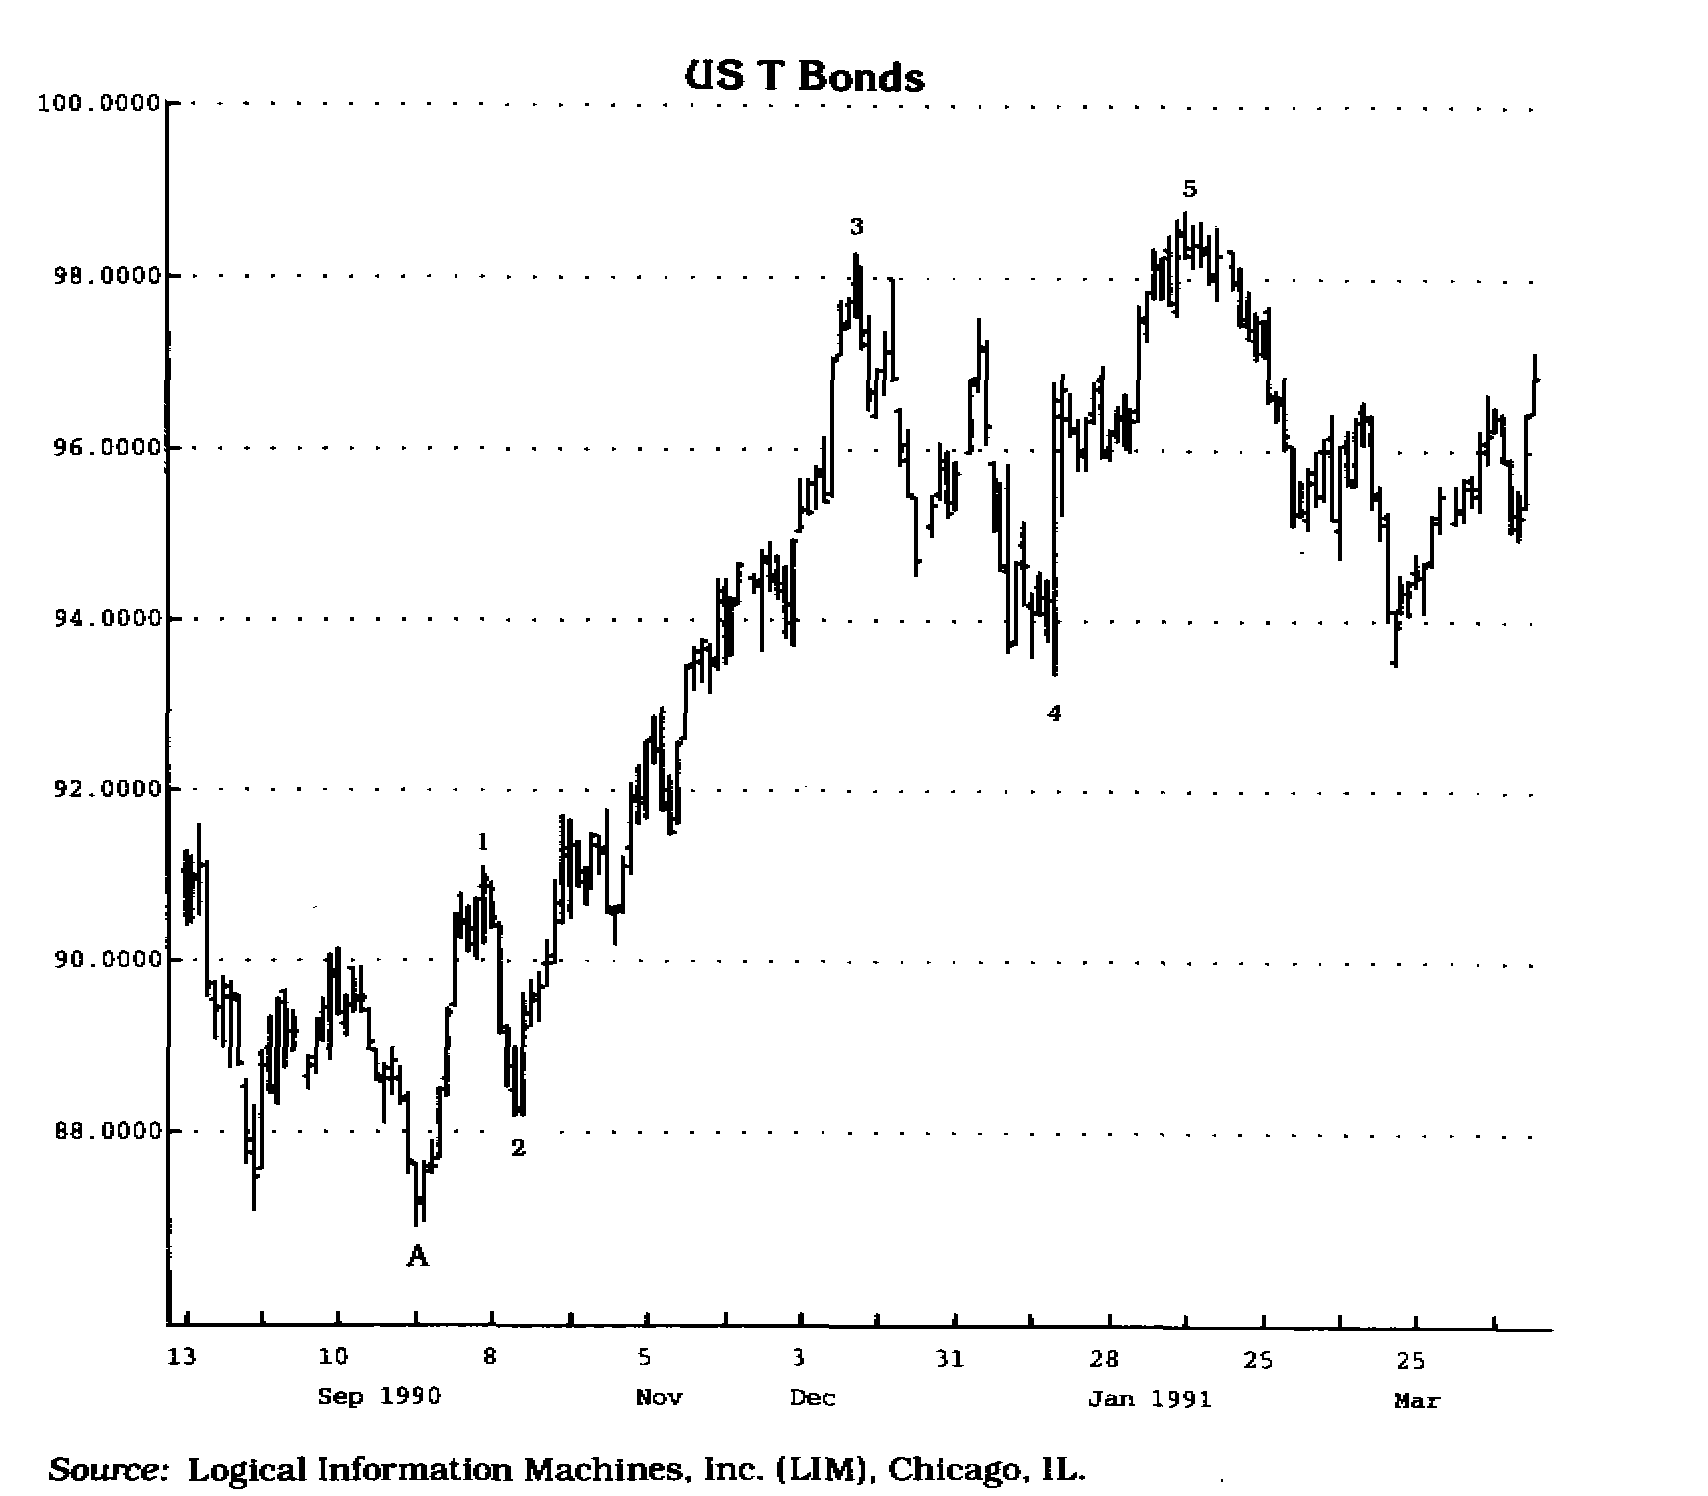 US T Bonds
100.0000
5
3
98.0000
96.0000
94.0000
4
92.0000
1
90.0000
88.0000
2
A
13 10 8 5 3 31 28 25 25
Sep 1990 Nov Dec Jan 1991 Mar
Source: Logical Information Machines, Inc. (LIM), Chicago, IL.